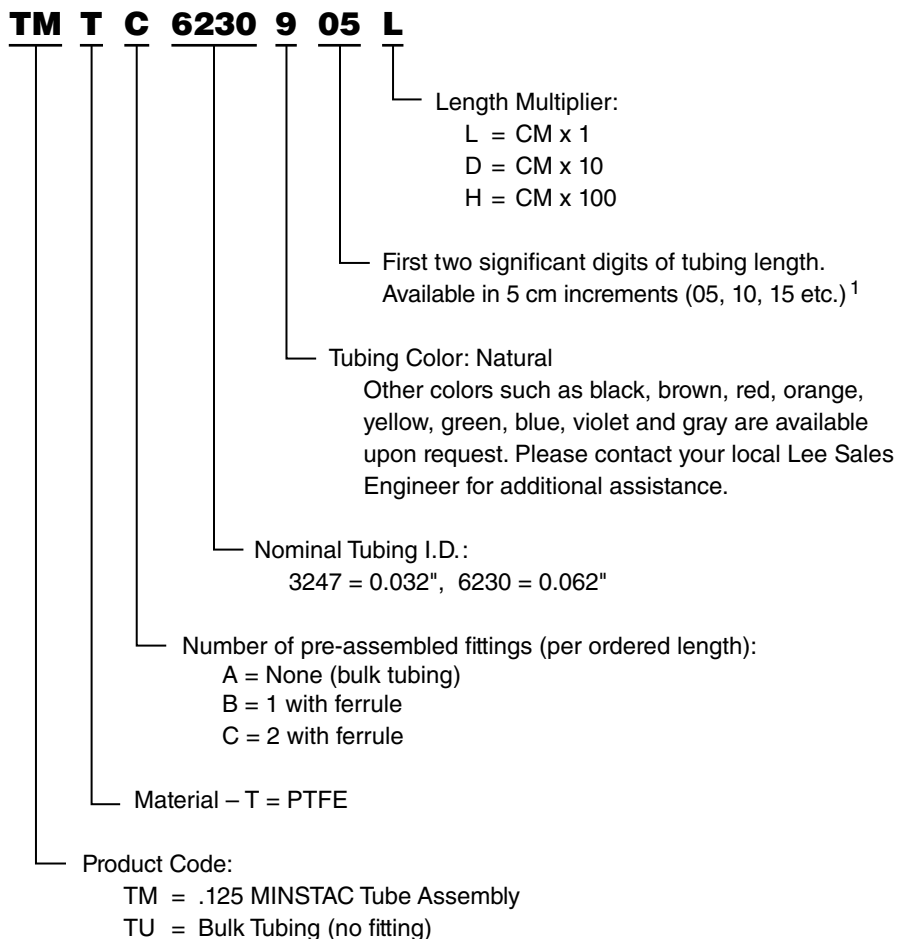 TM T C 6230 9 05 L
Length Multiplier:
L = CM x 1
D = CM x 10
H = CM x 100
First two significant digits of tubing length.
Available in 5 cm increments (05, 10, 15 etc.) 1
Tubing Color: Natural
Other colors such as black, brown, red, orange,
yellow, green, blue, violet and gray are available
upon request. Please contact your local Lee Sales
Engineer for additional assistance.
Nominal Tubing I.D.:
3247 = 0.032", 6230 = 0.062"
Number of pre-assembled fittings (per ordered length):
A = None (bulk tubing)
B = 1 with ferrule
C = 2 with ferrule
Material – T = PTFE
Product Code:
TM = .125 MINSTAC Tube Assembly
TU = Bulk Tubing (no fitting)